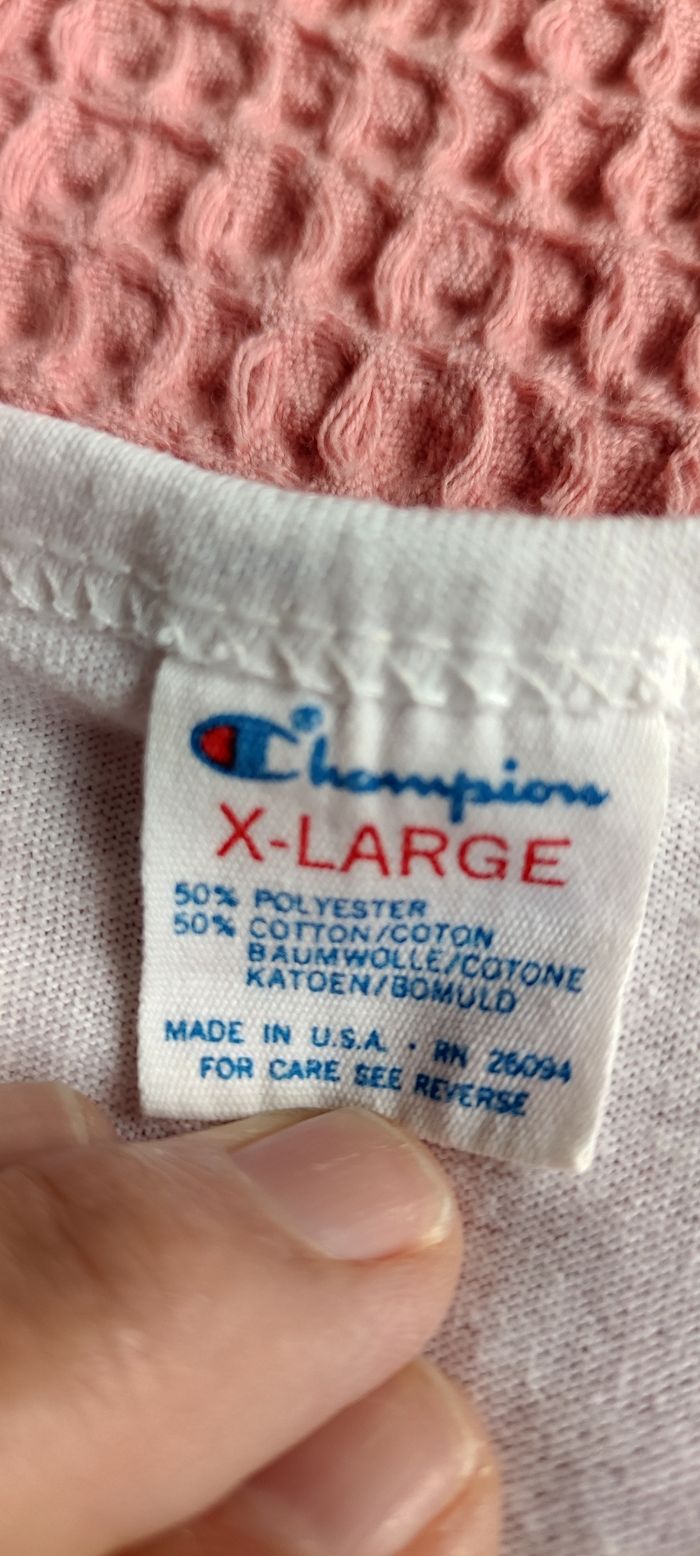 Champion®
X-LARGE
50% POLYESTER
50% COTTON/COTON
BAUMWOLLE/COTONE
KATOEN/BOMULD
MADE IN U.S.A. · RN 26094
FOR CARE SEE REVERSE